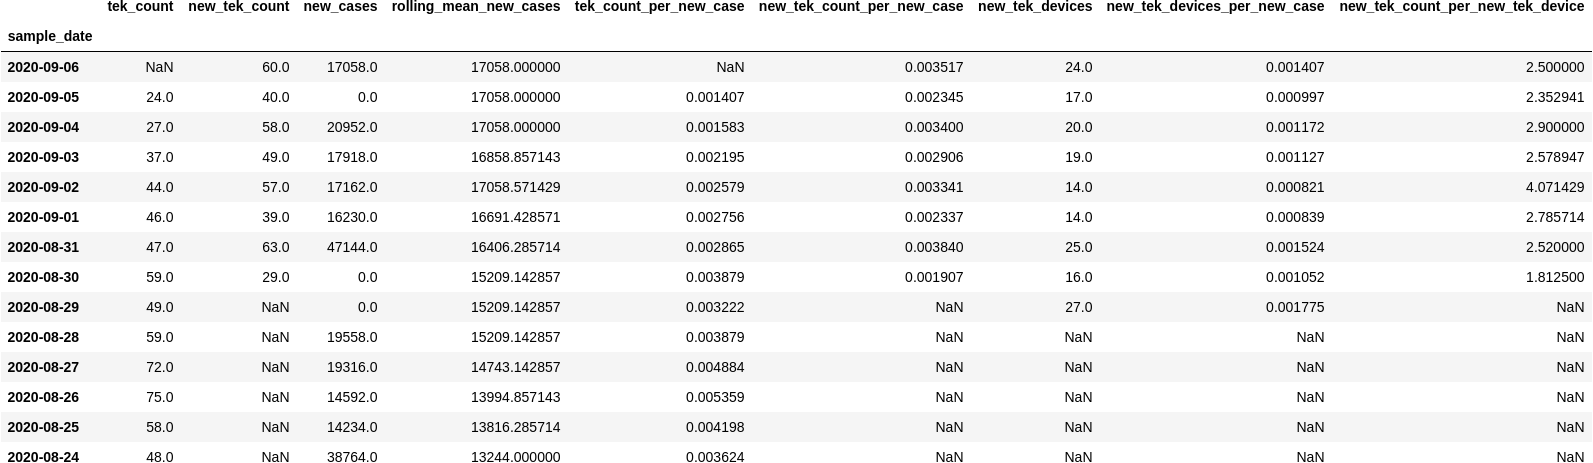 tek_count new_tek_count new_cases rolling_mean_new_cases tek_count_per_new_case new_tek_count_per_new_case new_tek_devices new_tek_devices_per_new_case new_tek_count_per_new_tek_device
sample_date
2020-09-06 NaN 60.0 17058.0 17058.000000 NaN 0.003517 24.0 0.001407 2.500000
2020-09-05 24.0 40.0 0.0 17058.000000 0.001407 0.002345 17.0 0.000997 2.352941
2020-09-04 27.0 58.0 20952.0 17058.000000 0.001583 0.003400 20.0 0.001172 2.900000
2020-09-03 37.0 49.0 17918.0 16858.857143 0.002195 0.002906 19.0 0.001127 2.578947
2020-09-02 44.0 57.0 17162.0 17058.571429 0.002579 0.003341 14.0 0.000821 4.071429
2020-09-01 46.0 39.0 16230.0 16691.428571 0.002756 0.002337 14.0 0.000839 2.785714
2020-08-31 47.0 63.0 47144.0 16406.285714 0.002865 0.003840 25.0 0.001524 2.520000
2020-08-30 59.0 29.0 0.0 15209.142857 0.003879 0.001907 16.0 0.001052 1.812500
2020-08-29 49.0 NaN 0.0 15209.142857 0.003222 NaN 27.0 0.001775 NaN
2020-08-28 59.0 NaN 19558.0 15209.142857 0.003879 NaN NaN NaN NaN
2020-08-27 72.0 NaN 19316.0 14743.142857 0.004884 NaN NaN NaN NaN
2020-08-26 75.0 NaN 14592.0 13994.857143 0.005359 NaN NaN NaN NaN
2020-08-25 58.0 NaN 14234.0 13816.285714 0.004198 NaN NaN NaN NaN
2020-08-24 48.0 NaN 38764.0 13244.000000 0.003624 NaN NaN NaN NaN